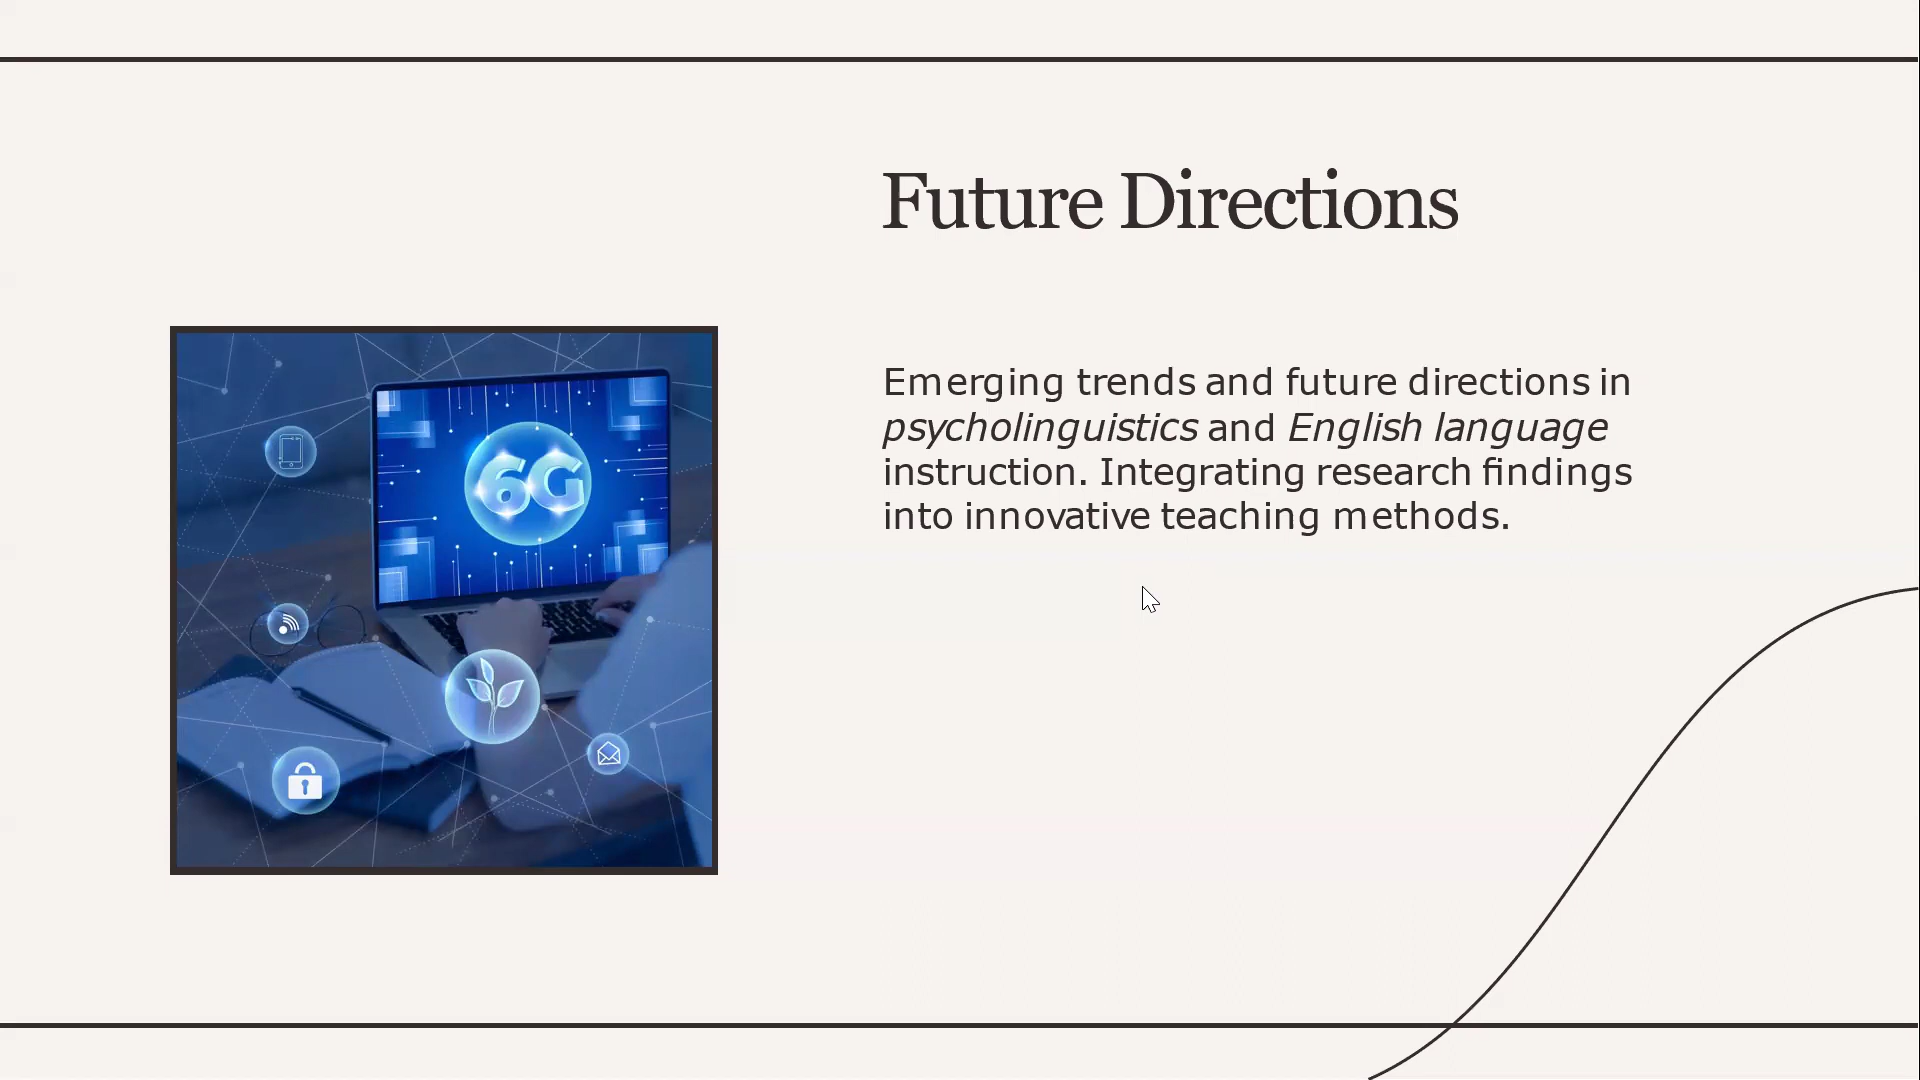 Future Directions
6G
Emerging trends and future directions in
psycholinguistics and English language
instruction. Integrating research findings
into innovative teaching methods.